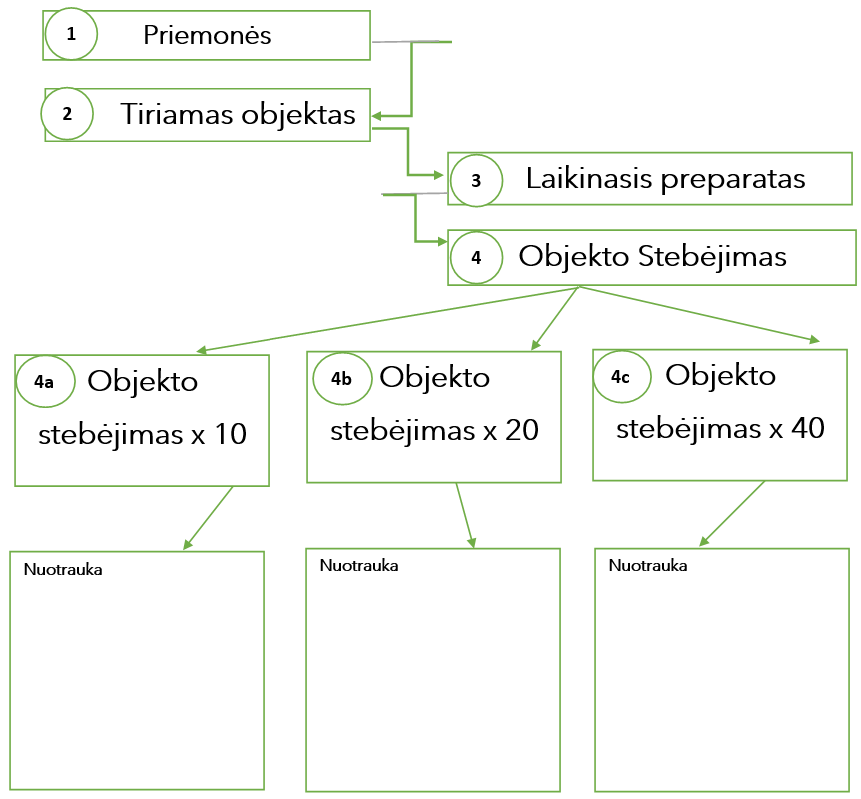 1 Priemonės
2 Tiriamas objektas
3 Laikinasis preparatas
4 Objekto Stebėjimas
4a Objekto
stebėjimas x 10
4b Objekto
stebėjimas x 20
4c Objekto
stebėjimas x 40
Nuotrauka
Nuotrauka
Nuotrauka